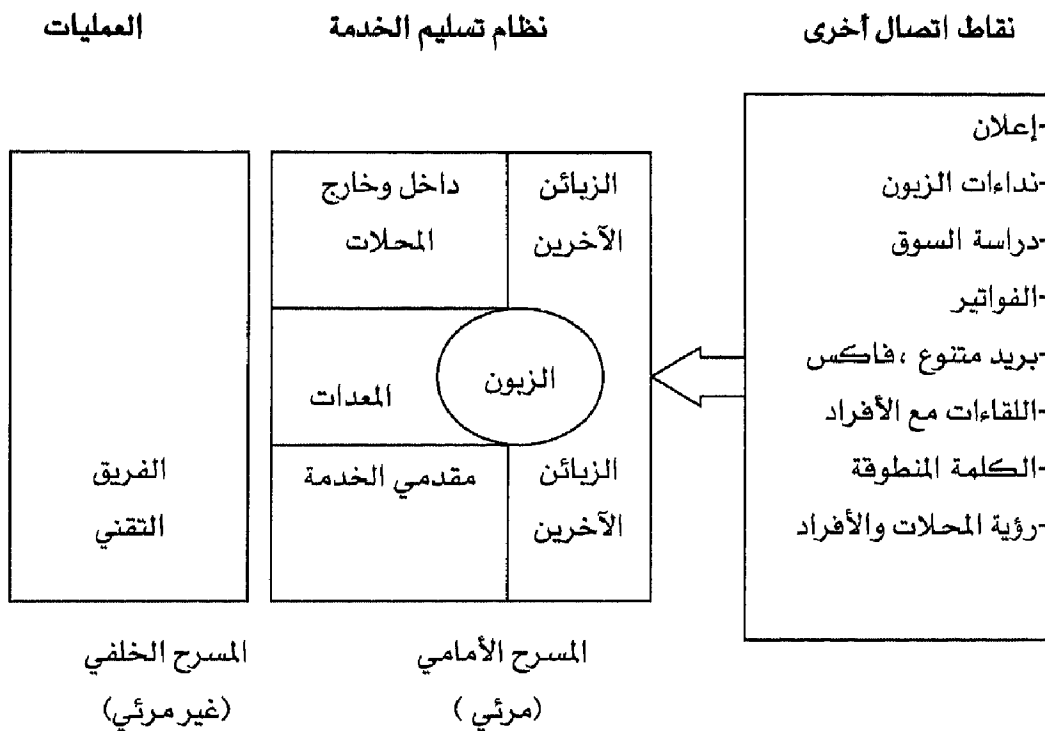 نقاط اتصال أخرى
نظام تسليم الخدمة
العمليات
-إعلان
-نداءات الزبون
-دراسة السوق
-الفواتير
-بريد متنوع ،فاكس
-اللقاءات مع الأفراد
-الكلمة المنطوقة
-رؤية المحلات والأفراد
الزبائن
الآخرين
داخل وخارج
المحلات
الزبون
المعدات
الزبائن
الآخرين
مقدمي الخدمة
الفريق
التقني
المسرح الأمامي
(مرئي )
المسرح الخلفي
(غير مرئي)